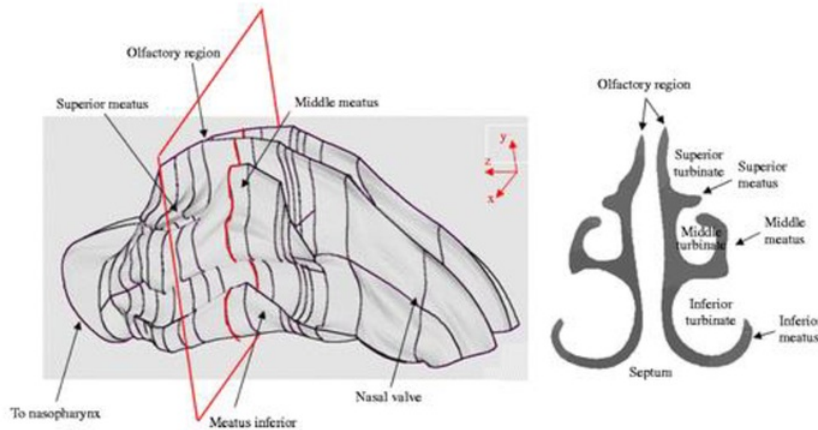 Olfactory region
Superior meatus
Middle meatus
y
z
x
To nasopharynx
Meatus inferior
Nasal valve
Olfactory region
Superior
turbinate
Superior
meatus
Middle
turbinate
Middle
meatus
Inferior
turbinate
Inferior
meatus
Septum